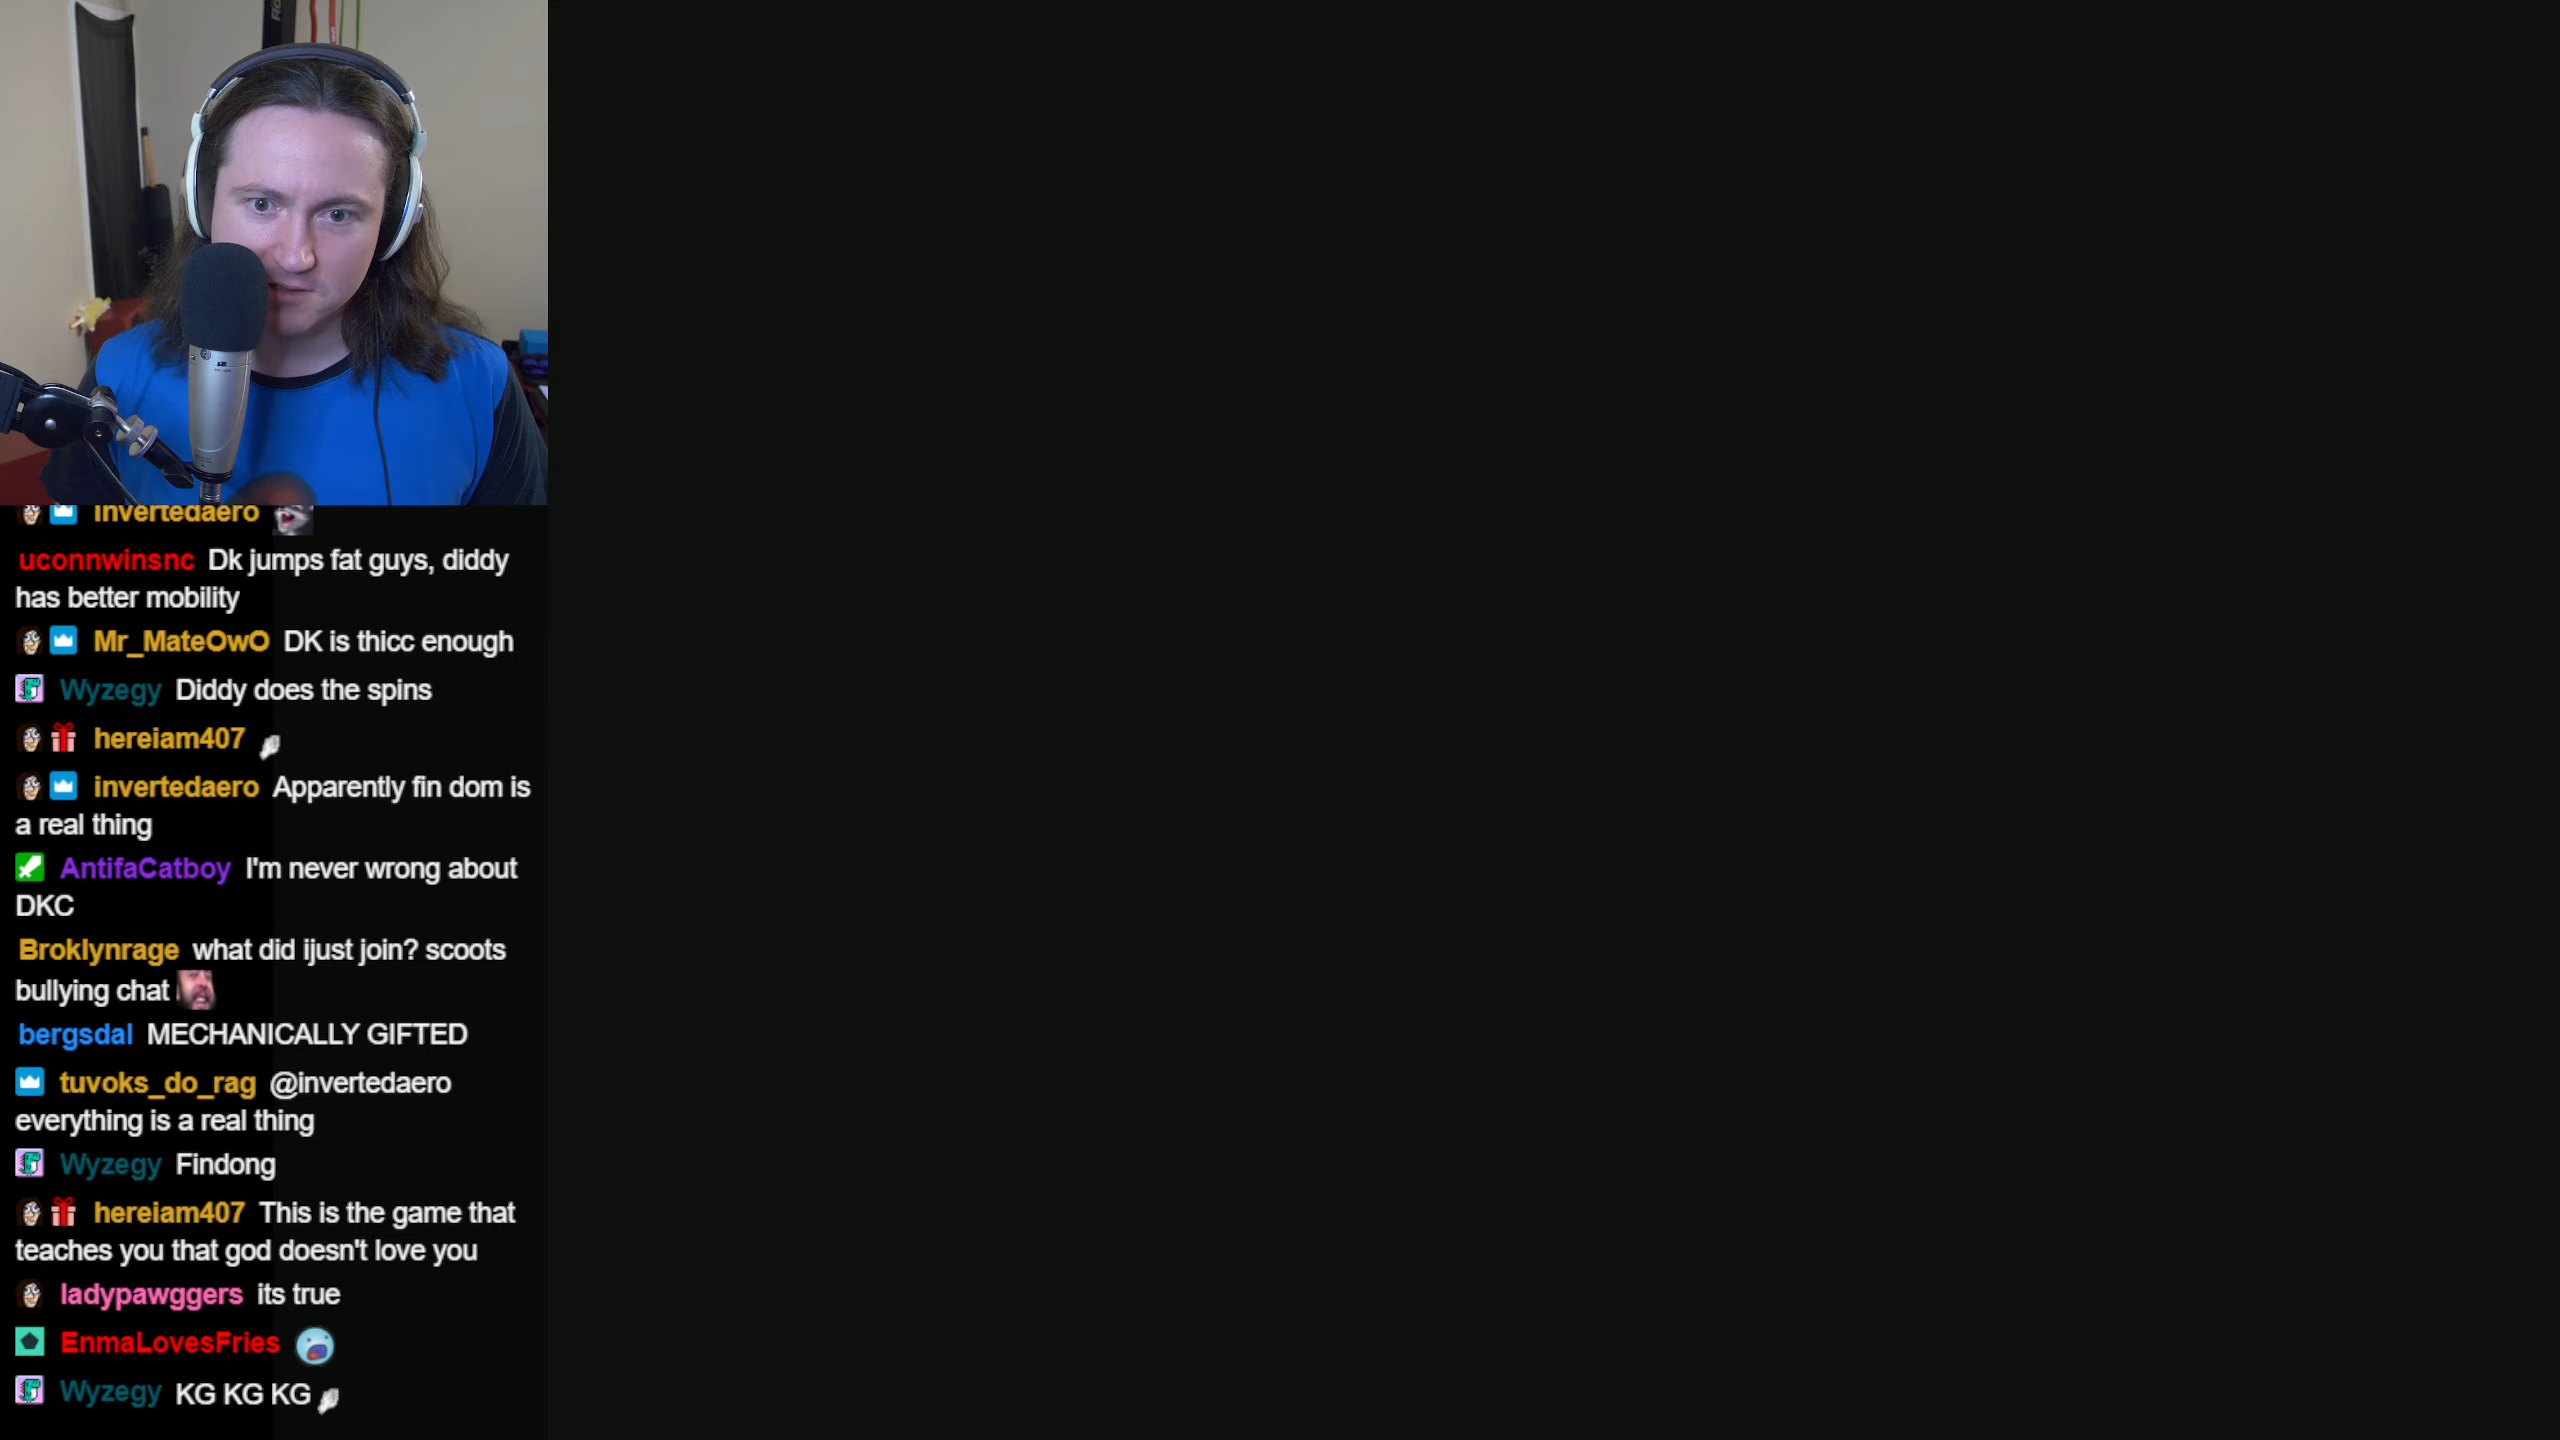 invertedaero
uconnwinsnc Dk jumps fat guys, diddy
has better mobility
Mr_MateOwO DK is thicc enough
Wyzegy Diddy does the spins
hereiam407
invertedaero Apparently fin dom is
a real thing
AntifaCatboy I'm never wrong about
DKC
Broklynrage what did ijust join? scoots
bullying chat
bergsdal MECHANICALLY GIFTED
tuvoks_do_rag @invertedaero
everything is a real thing
Wyzegy Findong
hereiam407 This is the game that
teaches you that god doesn't love you
ladypawggers its true
EnmaLovesFries
Wyzegy KG KG KG